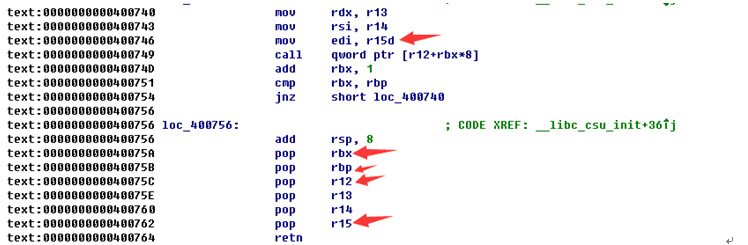 text:0000000000400740 mov rdx, r13
text:0000000000400743 mov rsi, r14
text:0000000000400746 mov edi, r15d
text:0000000000400749 call qword ptr [r12+rbx*8]
text:000000000040074D add rbx, 1
text:0000000000400751 cmp rbx, rbp
text:0000000000400754 jnz short loc_400740
text:0000000000400756
text:0000000000400756 loc_400756: ; CODE XREF: __libc_csu_init+36↑j
text:0000000000400756 add rsp, 8
text:000000000040075A pop rbx
text:000000000040075B pop rbp
text:000000000040075C pop r12
text:000000000040075E pop r13
text:0000000000400760 pop r14
text:0000000000400762 pop r15
text:0000000000400764 retn